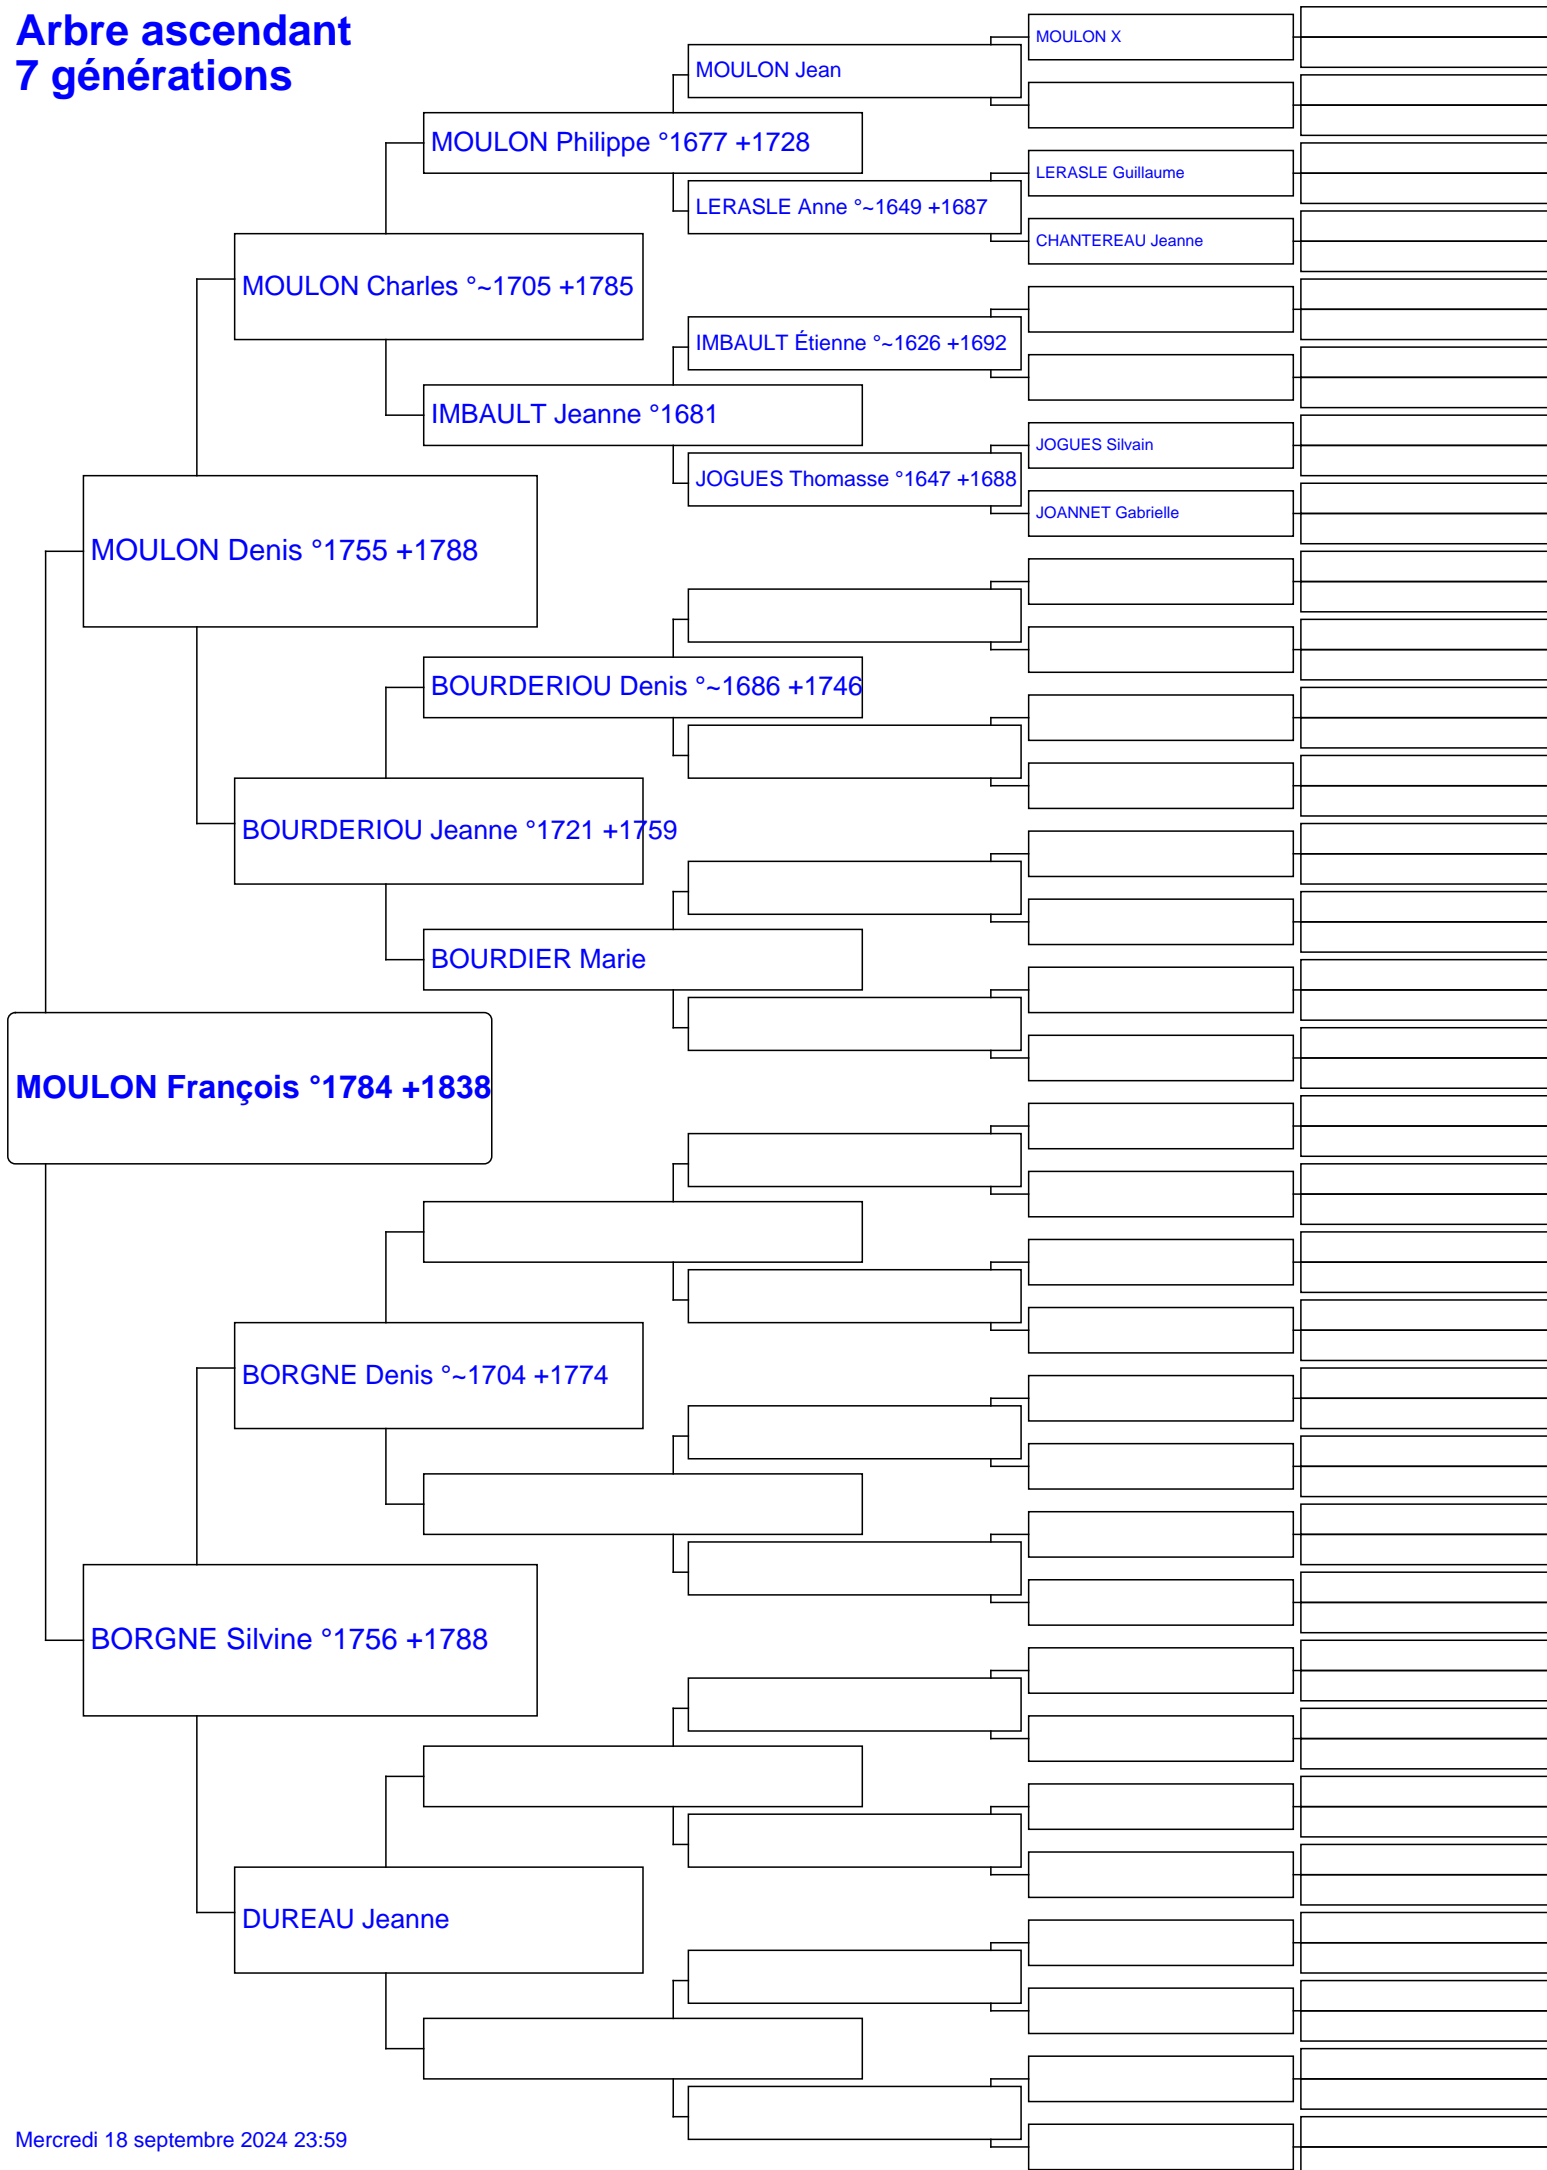 Arbre ascendant
7 générations
MOULON X
MOULON Jean
MOULON Philippe °1677 +1728
LERASLE Guillaume
LERASLE Anne °~1649 +1687
CHANTEREAU Jeanne
MOULON Charles °~1705 +1785
IMBAULT Étienne °~1626 +1692
IMBAULT Jeanne °1681
JOGUES Silvain
JOGUES Thomasse °1647 +1688
JOANNET Gabrielle
MOULON Denis °1755 +1788
BOURDERIOU Denis °~1686 +1746
BOURDERIOU Jeanne °1721 +1759
BOURDIER Marie
MOULON François °1784 +1838
BORGNE Denis °~1704 +1774
BORGNE Silvine °1756 +1788
DUREAU Jeanne
Mercredi 18 septembre 2024 23:59